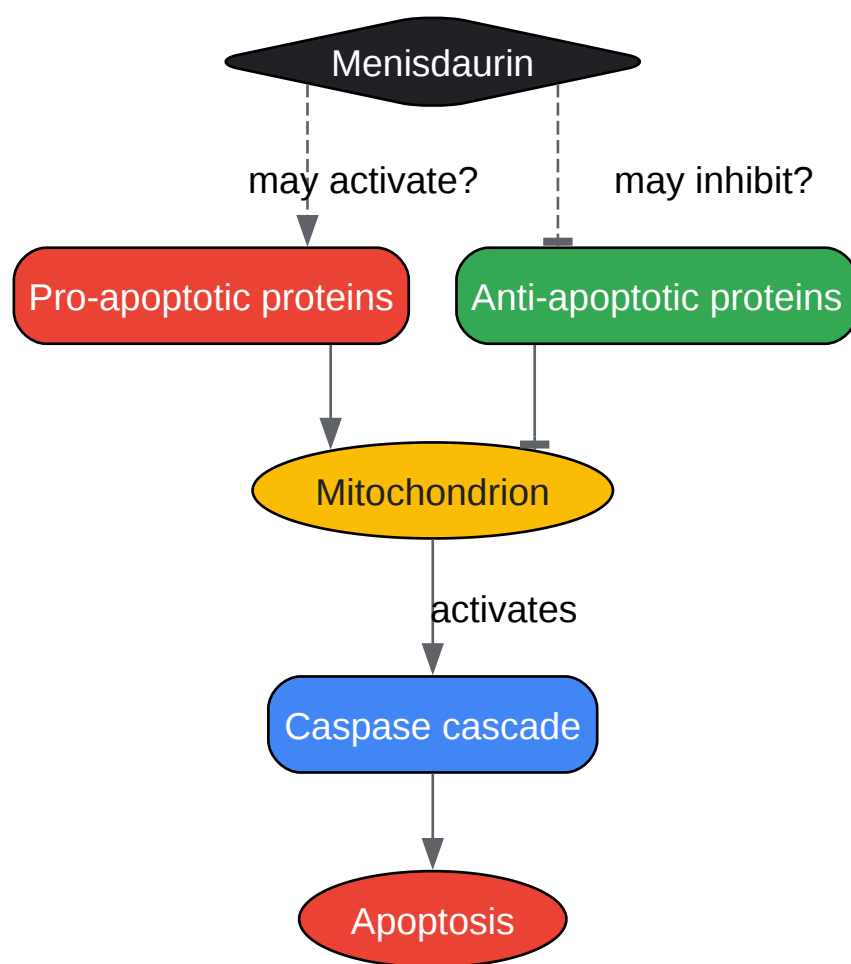 Menisdaurin
may activate?
may inhibit?
Pro-apoptotic proteins
Anti-apoptotic proteins
Mitochondrion
activates
Caspase cascade
Apoptosis